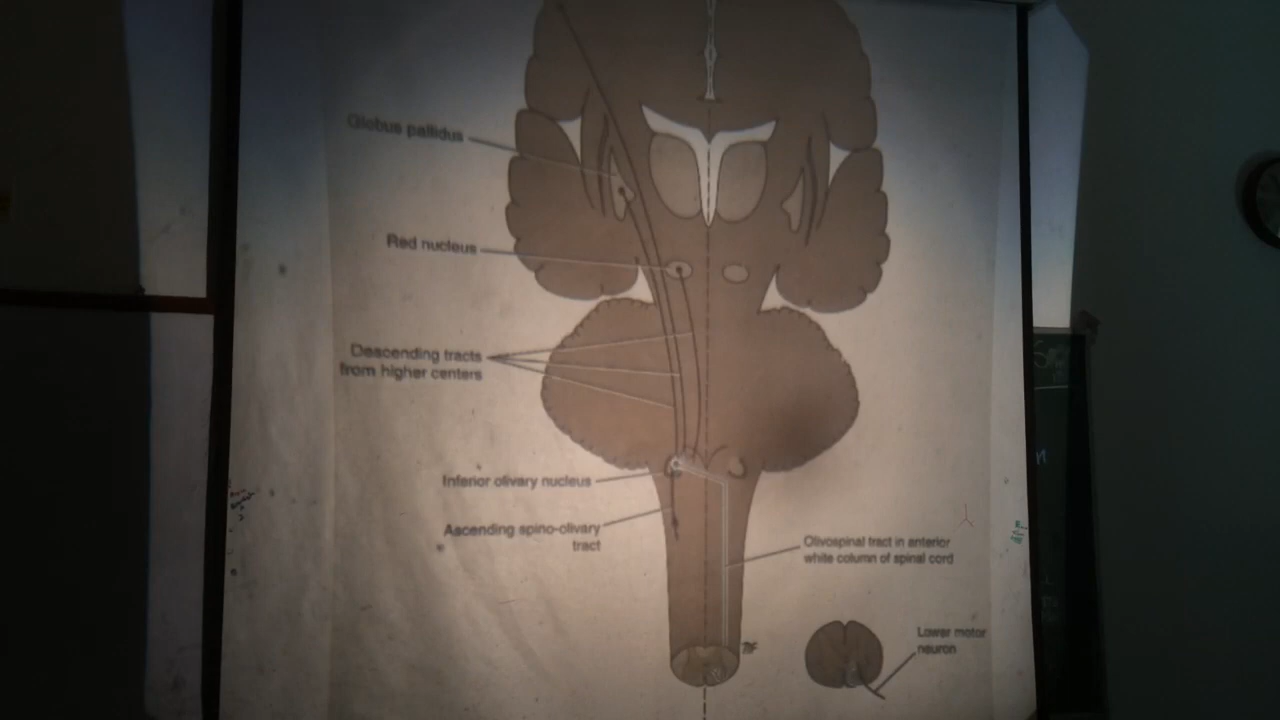 Globus pallidus
Red nucleus
Descending tracts
from higher centers
Inferior olivary nucleus
Ascending spino-olivary
tract
Olivospinal tract in anterior
white column of spinal cord
Lower motor
neuron